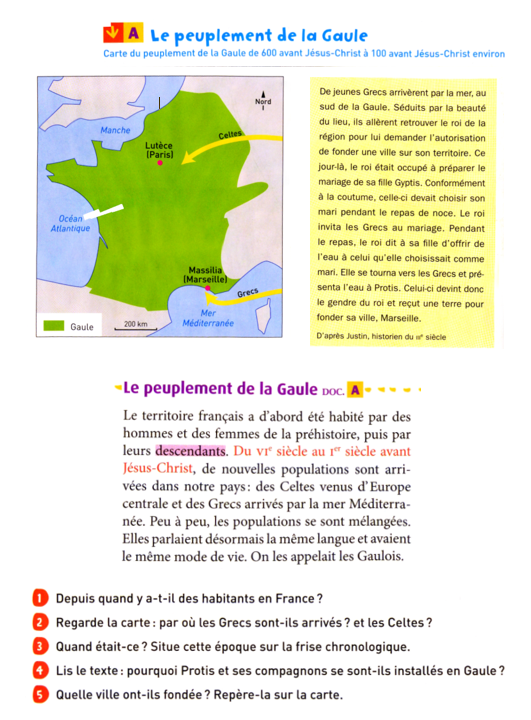 A Le peuplement de la Gaule
Carte du peuplement de la Gaule de 600 avant Jésus-Christ à 100 avant Jésus-Christ environ
Nord
Manche
Celtes
Lutèce
(Paris)
Océan
Atlantique
Massilia
(Marseille)
Grecs
Mer
Méditerranée
Gaule
200 km
De jeunes Grecs arrivèrent par la mer, au
sud de la Gaule. Séduits par la beauté
du lieu, ils allèrent retrouver le roi de la
région pour lui demander l'autorisation
de fonder une ville sur son territoire. Ce
jour-là, le roi était occupé à préparer le
mariage de sa fille Gyptis. Conformément
à la coutume, celle-ci devait choisir son
mari pendant le repas de noce. Le roi
invita les Grecs au mariage. Pendant
le repas, le roi dit à sa fille d'offrir de
l'eau à celui qu'elle choisissait comme
mari. Elle se tourna vers les Grecs et pré-
senta l'eau à Protis. Celui-ci devint donc
le gendre du roi et reçut une terre pour
fonder sa ville, Marseille.
D'après Justin, historien du IIIe siècle
Le peuplement de la Gaule DOC. A
Le territoire français a d'abord été habité par des
hommes et des femmes de la préhistoire, puis par
leurs descendants. Du VIe siècle au Ier siècle avant
Jésus-Christ, de nouvelles populations sont arri-
vées dans notre pays : des Celtes venus d'Europe
centrale et des Grecs arrivés par la mer Méditerra-
née. Peu à peu, les populations se sont mélangées.
Elles parlaient désormais la même langue et avaient
le même mode de vie. On les appelait les Gaulois.
1 Depuis quand y a-t-il des habitants en France ?
2 Regarde la carte : par où les Grecs sont-ils arrivés ? et les Celtes ?
3 Quand était-ce ? Situe cette époque sur la frise chronologique.
4 Lis le texte : pourquoi Protis et ses compagnons se sont-ils installés en Gaule ?
5 Quelle ville ont-ils fondée ? Repère-la sur la carte.